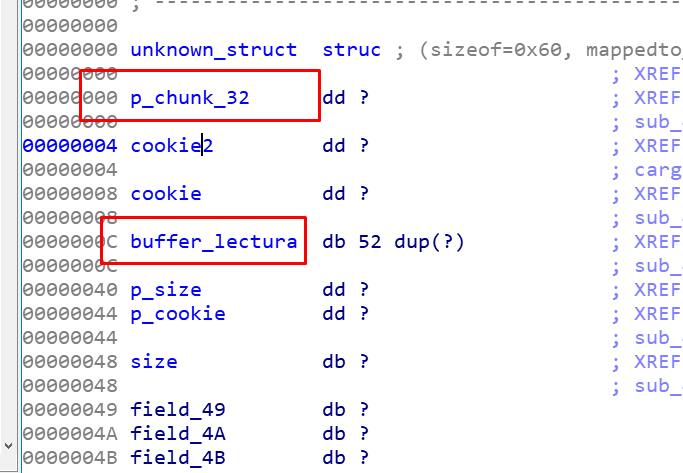 00000000 ; ---------------------------------------------
00000000
00000000 unknown_struct struc ; (sizeof=0x60, mappedto_
00000000 ; XREF
00000000 p_chunk_32 dd ? ; XREF
00000000 ; sub_
00000004 cookie2 dd ? ; XREF
00000004 ; carg
00000008 cookie dd ? ; XREF
00000008 ; sub_
0000000C buffer_lectura db 52 dup(?) ; XREF
0000000C ; sub_
00000040 p_size dd ? ; XREF
00000044 p_cookie dd ? ; XREF
00000044 ; sub_
00000048 size db ? ; XREF
00000048 ; sub_
00000049 field_49 db ?
0000004A field_4A db ?
0000004B field_4B db ?